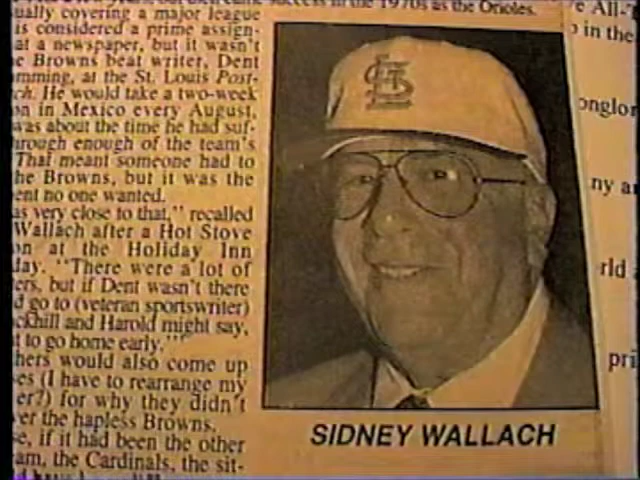 success in the 1970s as the Orioles.
ually covering a major league
is considered a prime assign-
at a newspaper, but it wasn't
e Browns beat writer, Dent
mming, at the St. Louis Post-
ch. He would take a two-week
on in Mexico every August,
was about the time he had suf-
hrough enough of the team's
That meant someone had to
he Browns, but it was the
ent no one wanted.
as very close to that," recalled
Wallach after a Hot Stove
on at the Holiday Inn
day. "There were a lot of
ers, but if Dent wasn't there
d go to (veteran sportswriter)
ckhill and Harold might say,
t to go home early.'"
hers would also come up
es (I have to rearrange my
er?) for why they didn't
er the hapless Browns.
se, if it had been the other
am, the Cardinals, the sit-
STL
SIDNEY WALLACH
e All-
in the
onglo
ny a
rld
pri